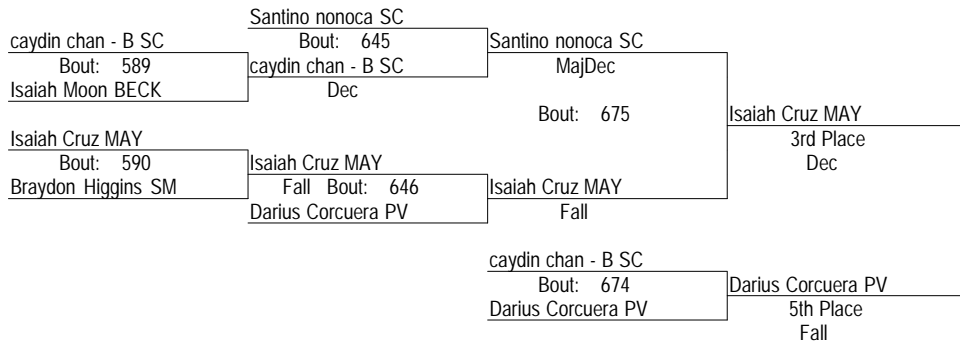 Santino nonoca SC
caydin chan - B SC
Bout: 645
Santino nonoca SC
Bout: 589
caydin chan - B SC
MajDec
Isaiah Moon BECK
Dec
Bout: 675
Isaiah Cruz MAY
Isaiah Cruz MAY
3rd Place
Bout: 590
Isaiah Cruz MAY
Dec
Braydon Higgins SM
Fall Bout: 646
Isaiah Cruz MAY
Darius Corcuera PV
Fall
caydin chan - B SC
Bout: 674
Darius Corcuera PV
Darius Corcuera PV
5th Place
Fall